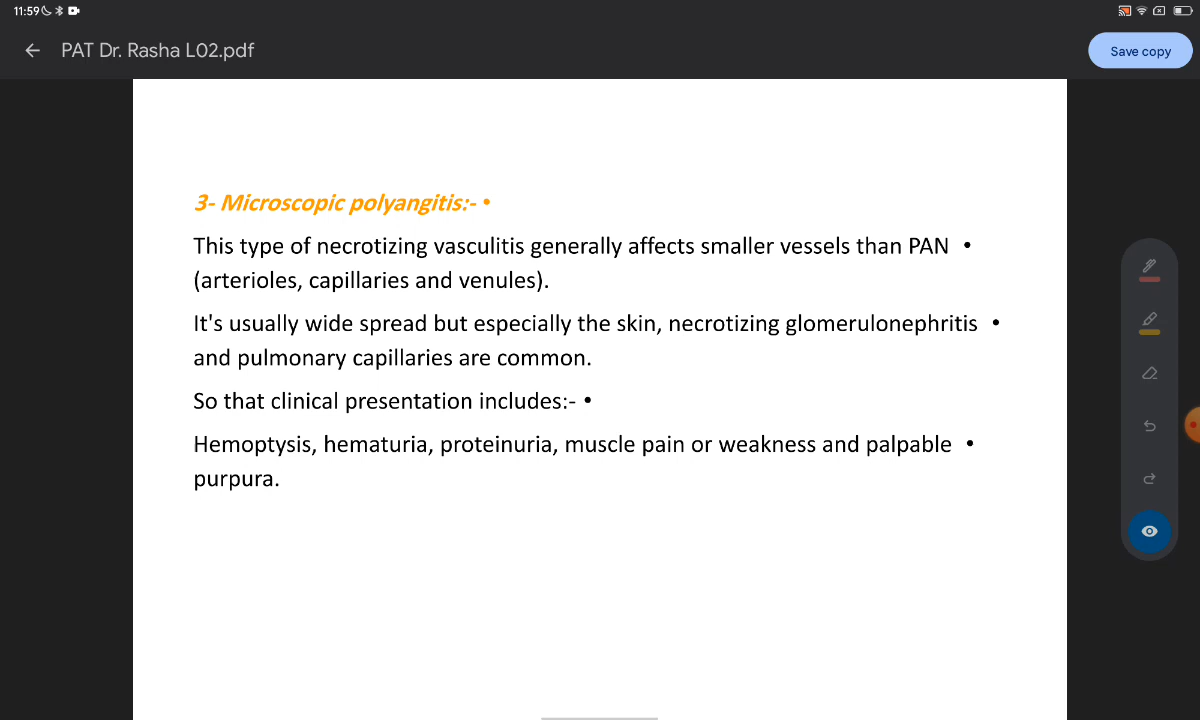 11:59
PAT Dr. Rasha L02.pdf
Save copy
3- Microscopic polyangitis:- •
This type of necrotizing vasculitis generally affects smaller vessels than PAN •
(arterioles, capillaries and venules).
It's usually wide spread but especially the skin, necrotizing glomerulonephritis •
and pulmonary capillaries are common.
So that clinical presentation includes:- •
Hemoptysis, hematuria, proteinuria, muscle pain or weakness and palpable •
purpura.